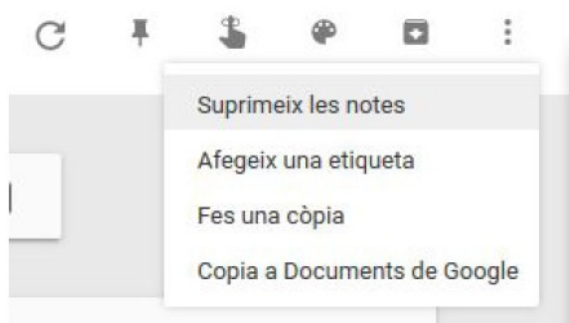 Suprimeix les notes
Afegeix una etiqueta
Fes una còpia
Copia a Documents de Google